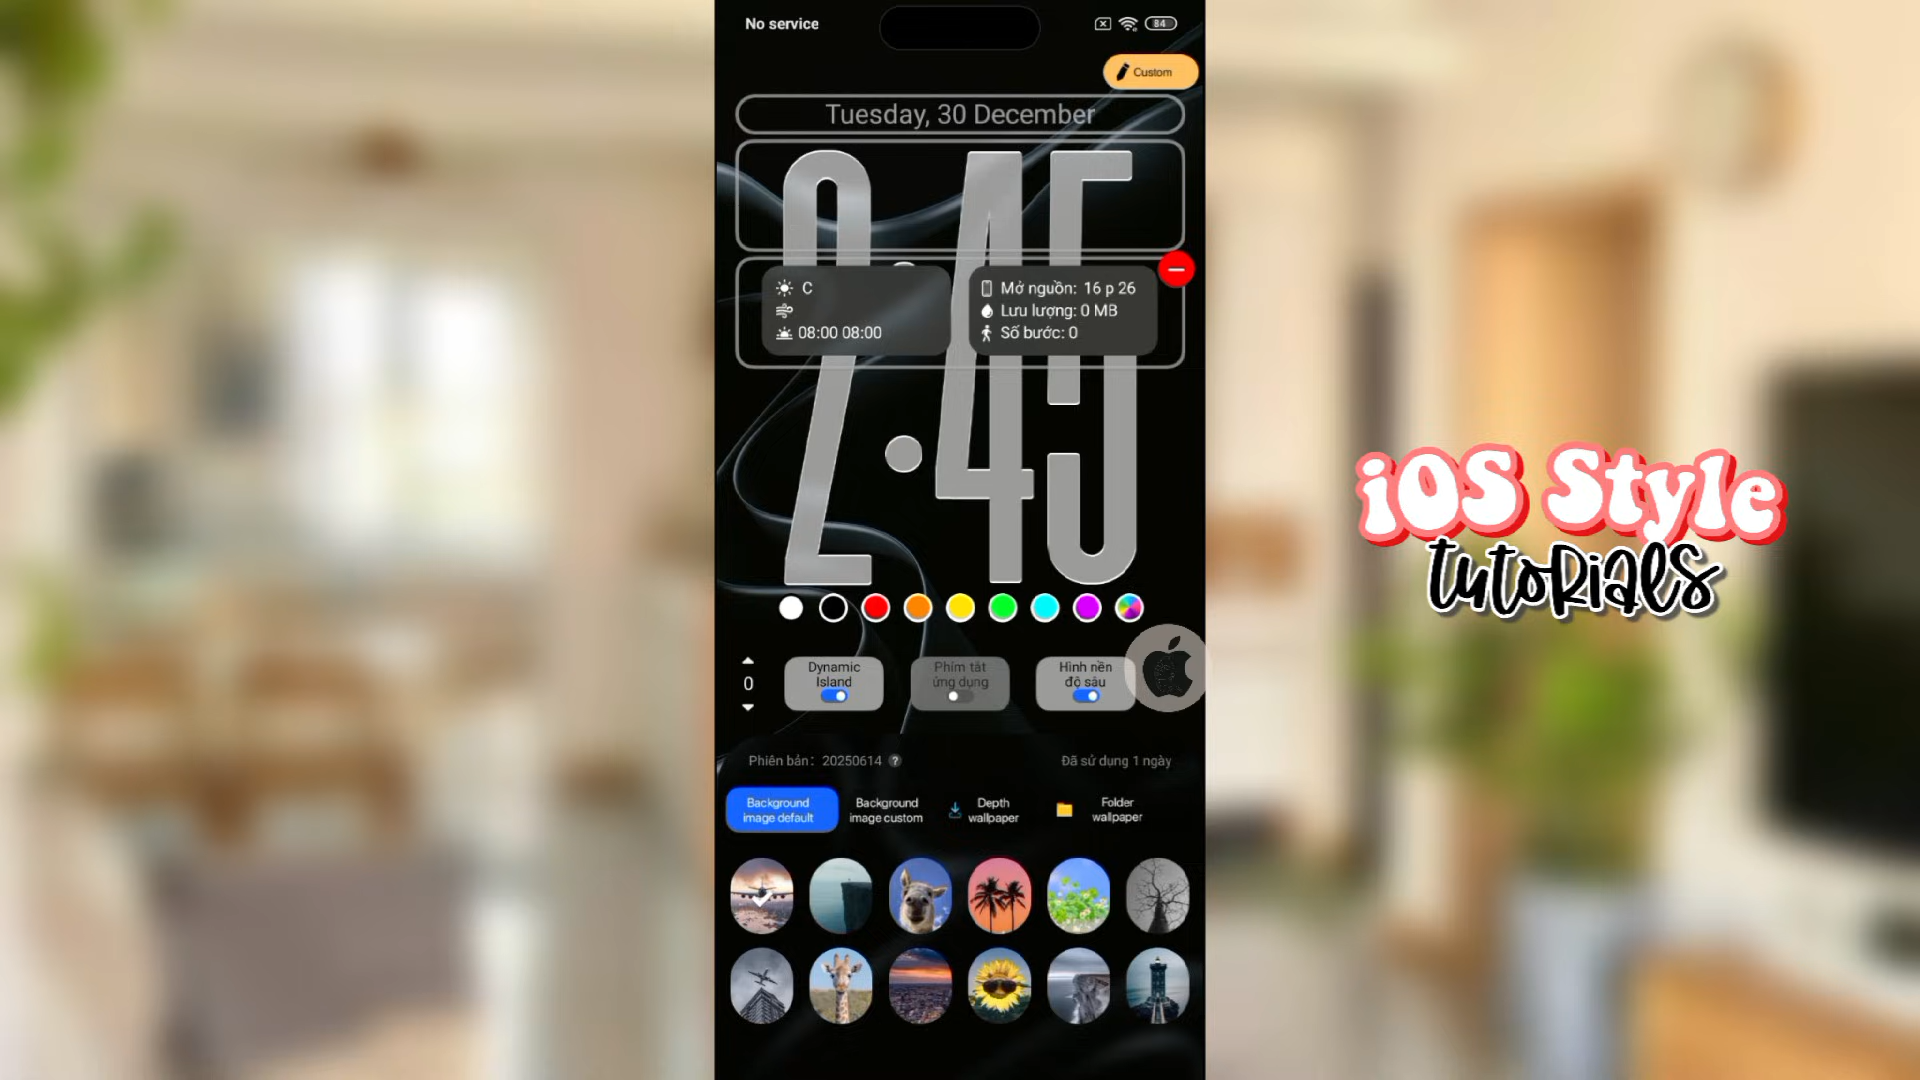 No service
84
Custom
Tuesday, 30 December
2:45
C
08:00 08:00
Mở nguồn: 16 p 26
Lưu lượng: 0 MB
Số bước: 0
0
Dynamic
Island
Phím tắt
ứng dụng
Hình nền
độ sâu
Phiên bản: 20250614 ?
Đã sử dụng 1 ngày
Background
image default
Background
image custom
Depth
wallpaper
Folder
wallpaper
iOS Style
tutorials